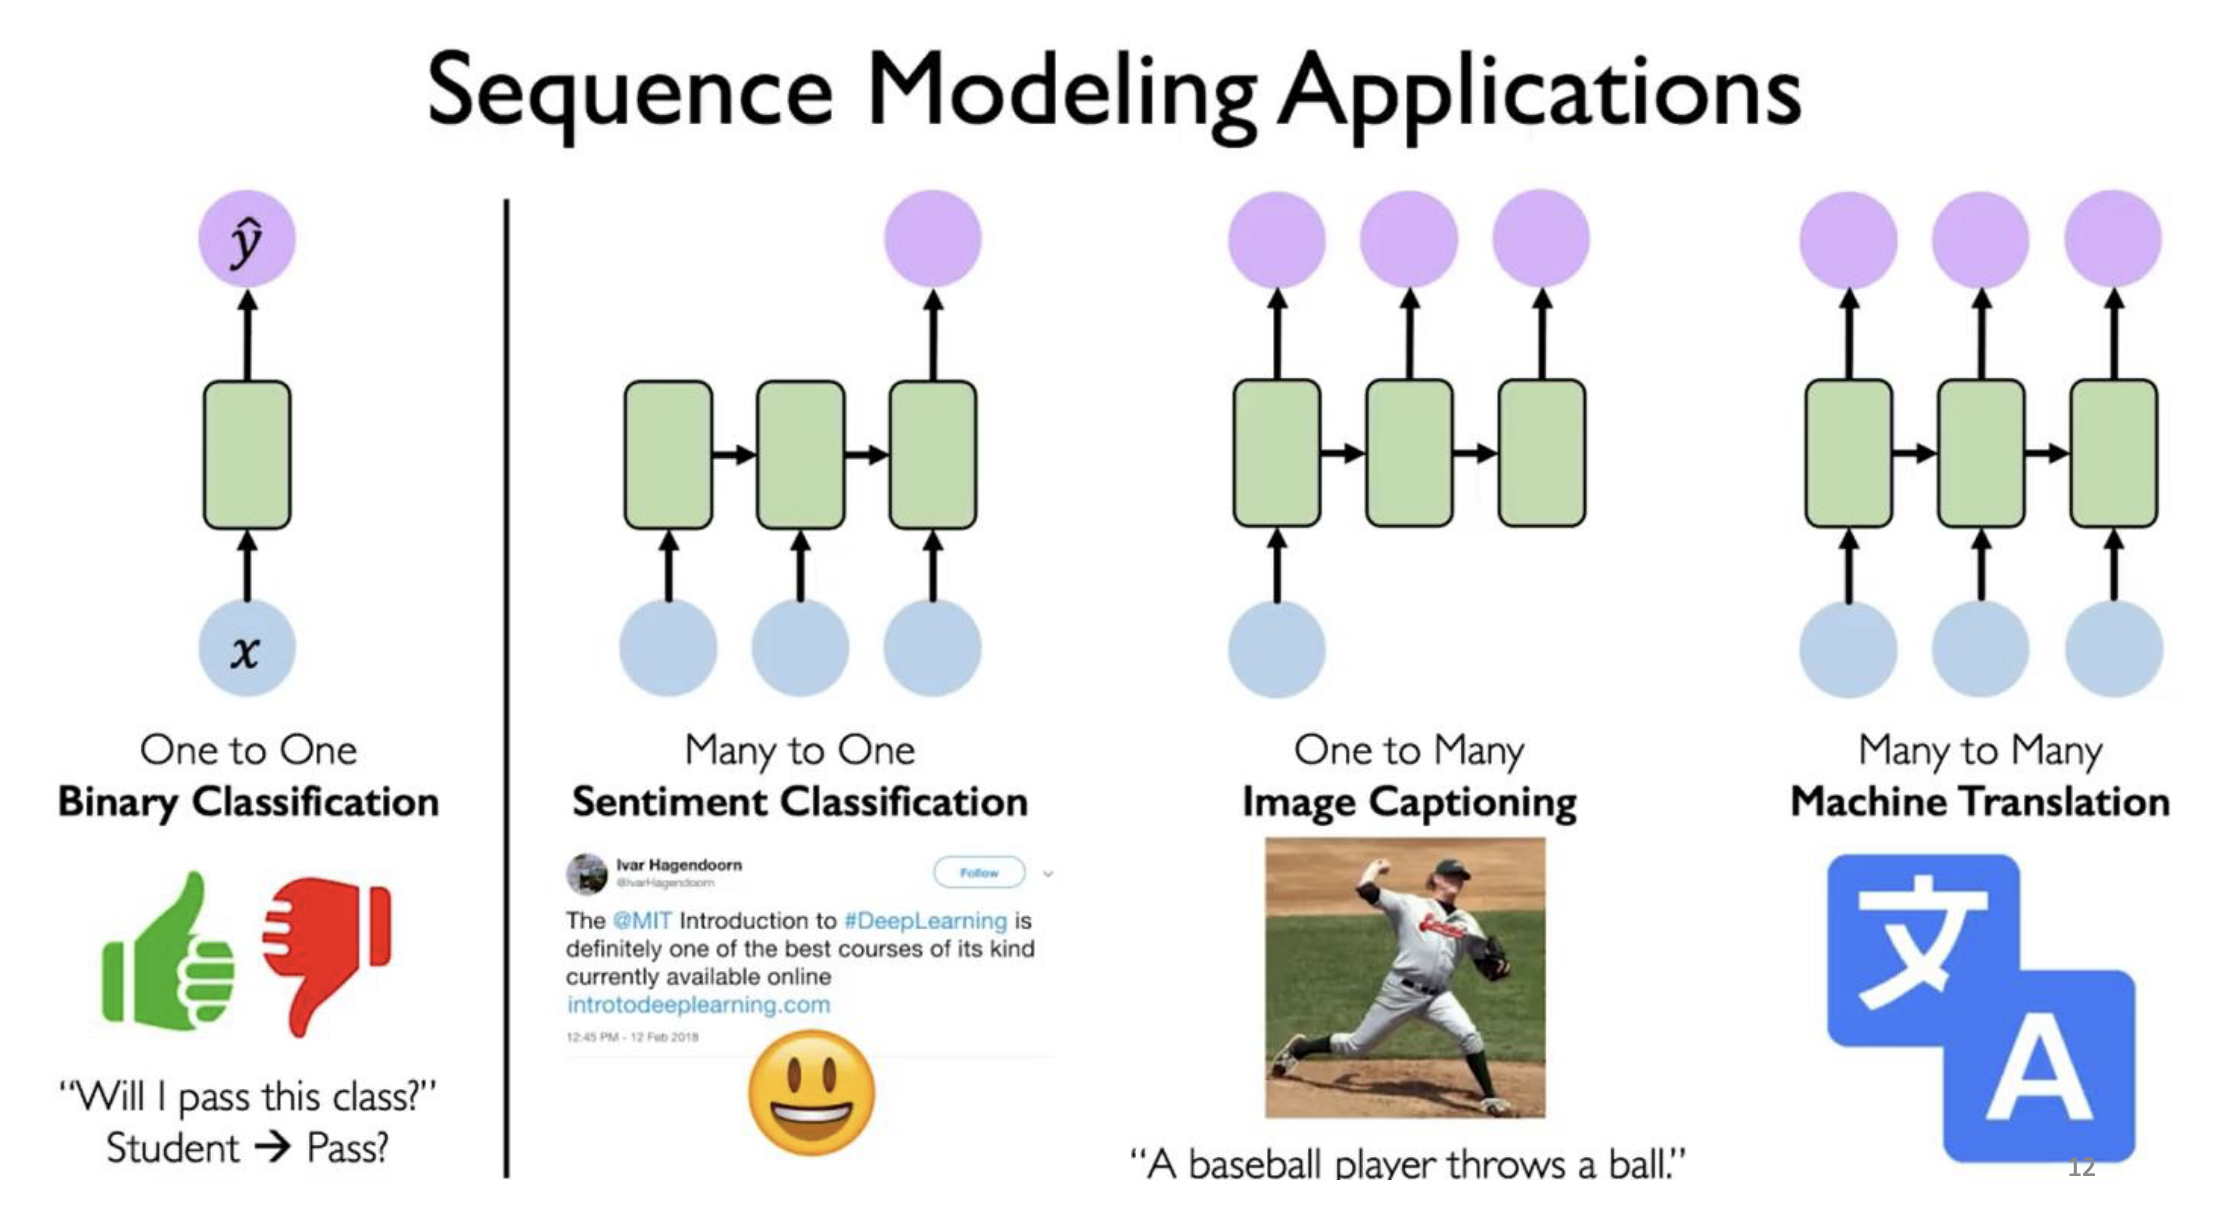 Sequence Modeling Applications
ŷ
x
One to One
Binary Classification
"Will I pass this class?"
Student → Pass?
Many to One
Sentiment Classification
Ivar Hagendoorn
@IvarHagendoorn
Follow
The @MIT Introduction to #DeepLearning is
definitely one of the best courses of its kind
currently available online
introtodeeplearning.com
12:45 PM - 12 Feb 2018
One to Many
Image Captioning
"A baseball player throws a ball."
Many to Many
Machine Translation
文
A
12